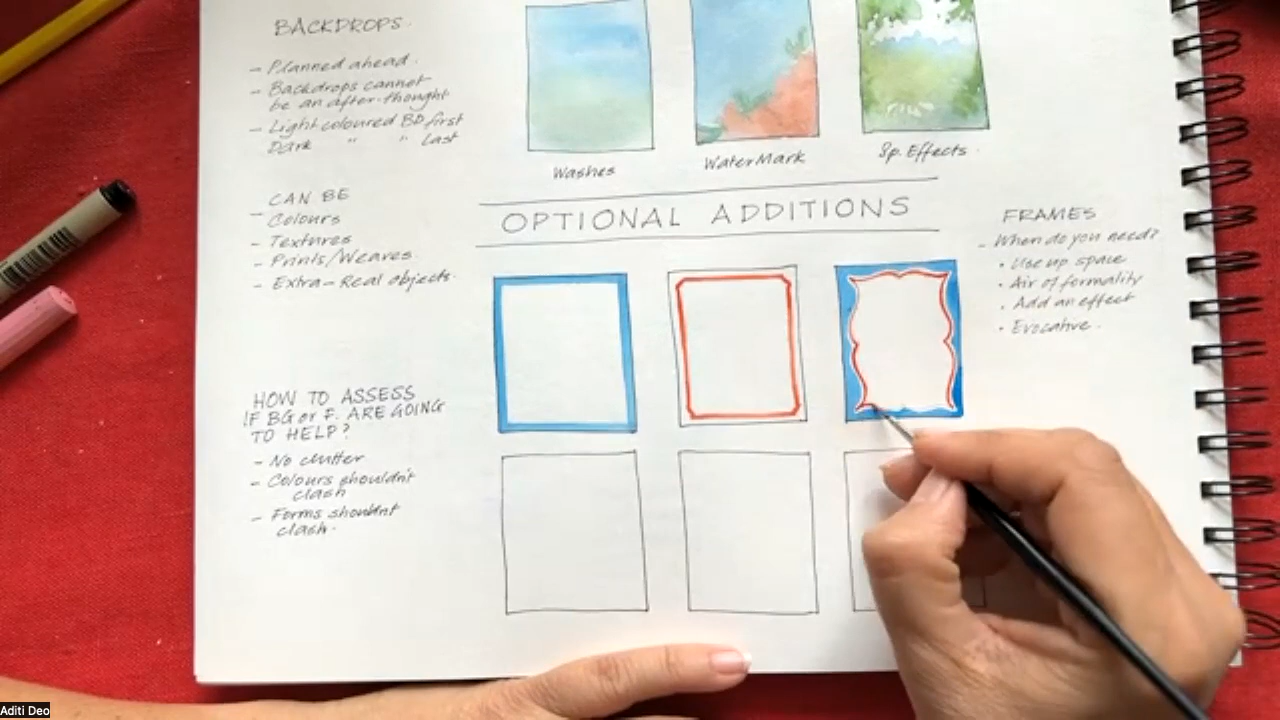 BACKDROPS.
- Planned ahead.
- Backdrops cannot
be an after-thought.
- Light coloured BD first
Dark " " Last
Washes
WaterMark
Sp. Effects.
CAN BE
- Colours
- Textures
- Prints/Weaves.
- Extra - Real objects.
OPTIONAL ADDITIONS
FRAMES
- When do you need?
• Use up space
• Air of formality
• Add an effect
• Evocative.
HOW TO ASSESS
IF BG or F. ARE GOING
TO HELP?
- No clutter
- Colours shouldn't
clash
- Forms shouldnt
clash.
Aditi Deo